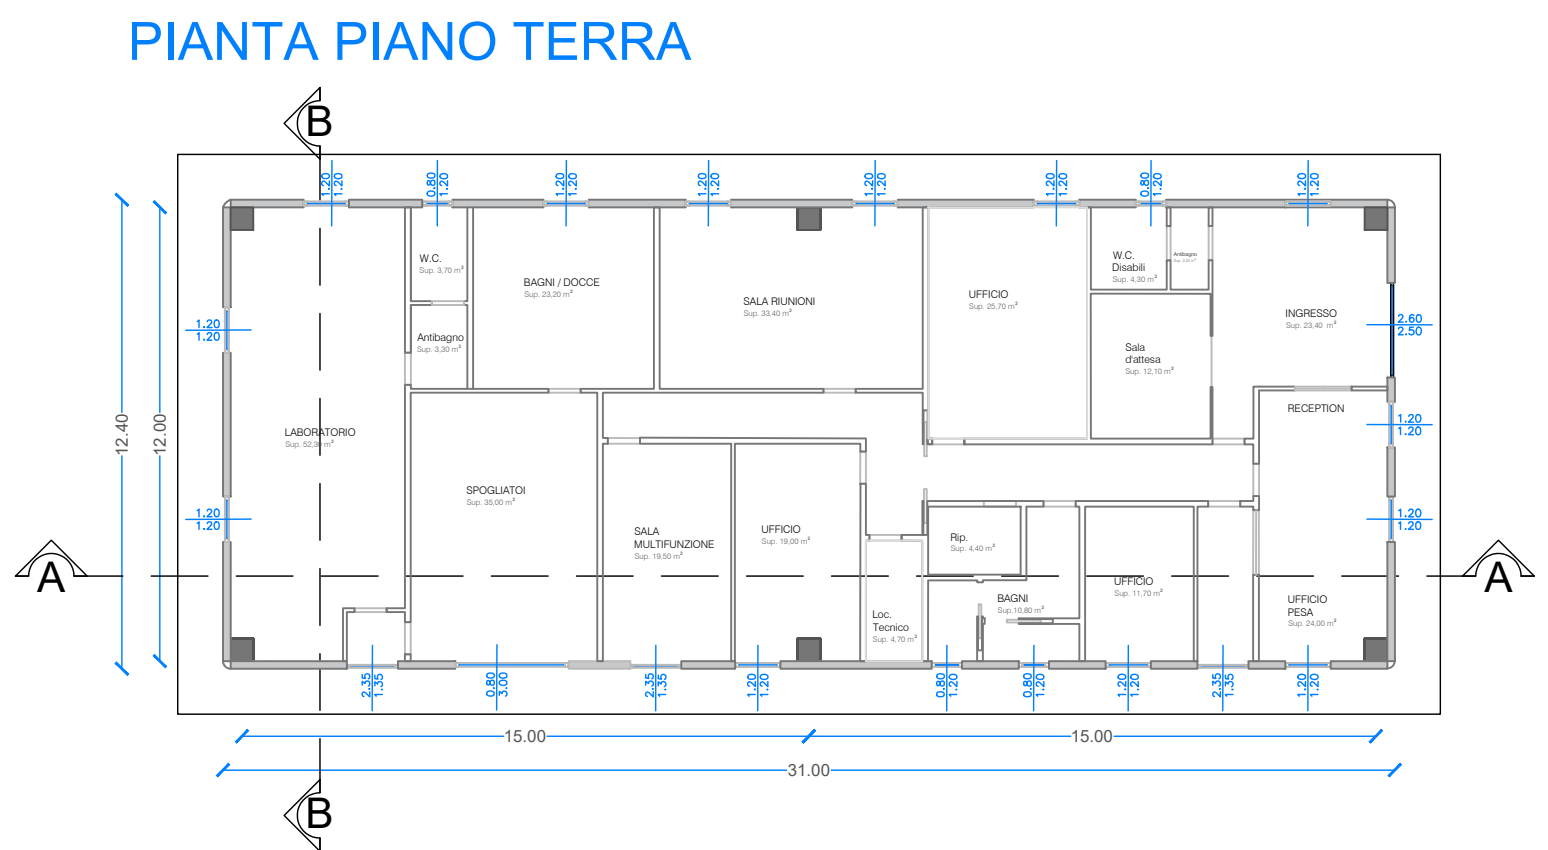 PIANTA PIANO TERRA
B
1.20
1.20
0.80
1.20
1.20
1.20
1.20
1.20
1.20
1.20
1.20
1.20
0.80
1.20
1.20
1.20
W.C.
Sup. 3,70 m²
BAGNI / DOCCE
Sup. 23,20 m²
SALA RIUNIONI
Sup. 33,40 m²
UFFICIO
Sup. 25,70 m²
W.C.
Disabili
Sup. 4,30 m²
Antibagno
INGRESSO
Sup. 23,40 m²
1.20
1.20
2.60
2.50
Antibagno
Sup. 3,30 m²
Sala
d'attesa
Sup. 12,10 m²
12.40
12.00
LABORATORIO
Sup. 52,30 m²
RECEPTION
1.20
1.20
SPOGLIATOI
Sup. 35,00 m²
SALA
MULTIFUNZIONE
Sup. 19,50 m²
UFFICIO
Sup. 19,00 m²
Rip.
Sup. 4,40 m²
1.20
1.20
1.20
1.20
A
A
Loc.
Tecnico
Sup. 4,70 m²
BAGNI
Sup.10,80 m²
UFFICIO
Sup. 11,70 m²
UFFICIO
PESA
Sup. 24,00 m²
2.35
1.35
0.80
3.00
2.35
1.35
1.20
1.20
0.80
1.20
0.80
1.20
1.20
1.20
2.35
1.35
1.20
1.20
15.00
15.00
31.00
B